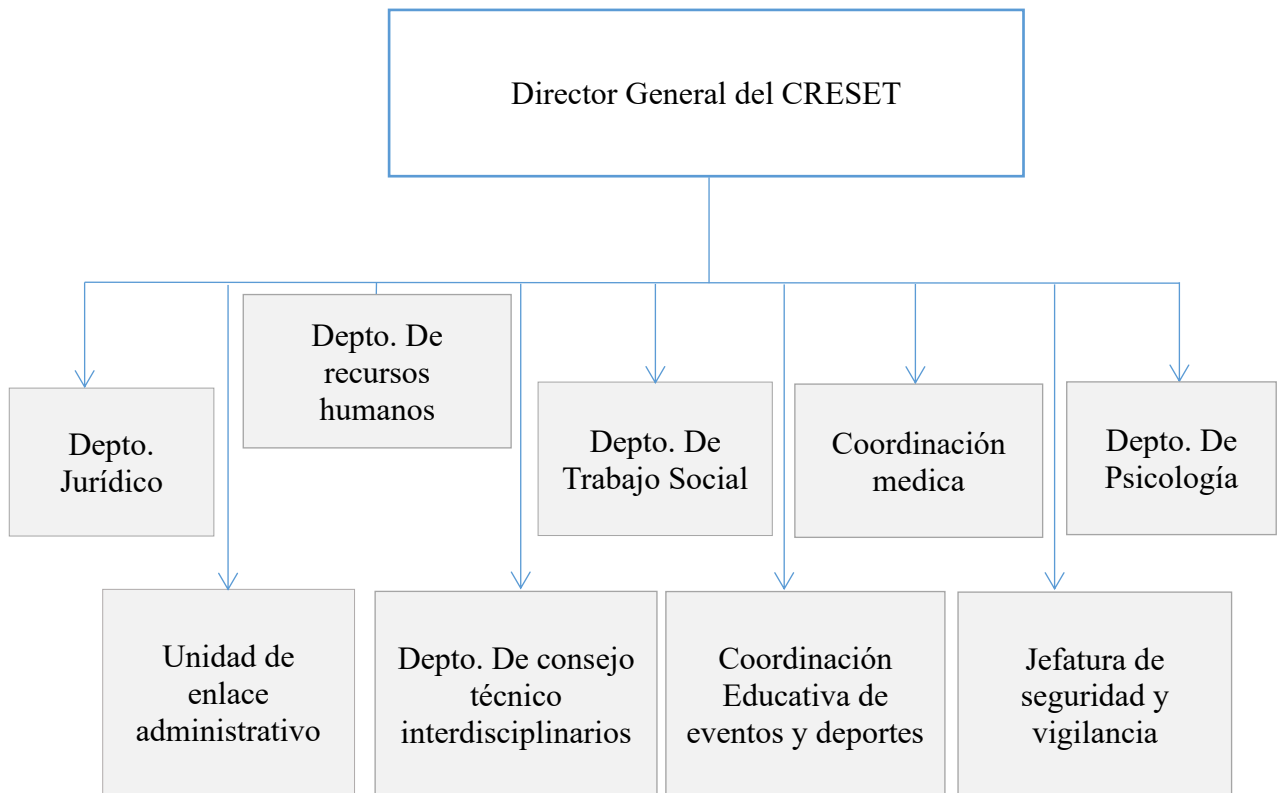 Director General del CRESET
Depto. De
recursos
humanos
Depto.
Jurídico
Depto. De
Trabajo Social
Coordinación
medica
Depto. De
Psicología
Unidad de
enlace
administrativo
Depto. De consejo
técnico
interdisciplinarios
Coordinación
Educativa de
eventos y deportes
Jefatura de
seguridad y
vigilancia